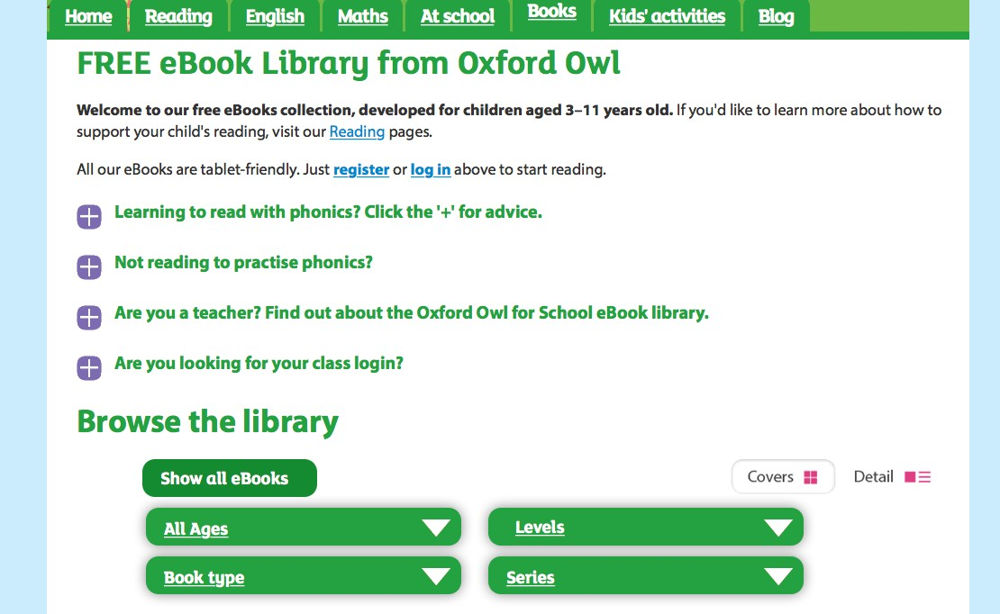 Home Reading English Maths At school Books Kids' activities Blog
FREE eBook Library from Oxford Owl
Welcome to our free eBooks collection, developed for children aged 3–11 years old. If you'd like to learn more about how to
support your child's reading, visit our Reading pages.
All our eBooks are tablet-friendly. Just register or log in above to start reading.
Learning to read with phonics? Click the '+' for advice.
Not reading to practise phonics?
Are you a teacher? Find out about the Oxford Owl for School eBook library.
Are you looking for your class login?
Browse the library
Show all eBooks Covers Detail
All Ages Levels
Book type Series